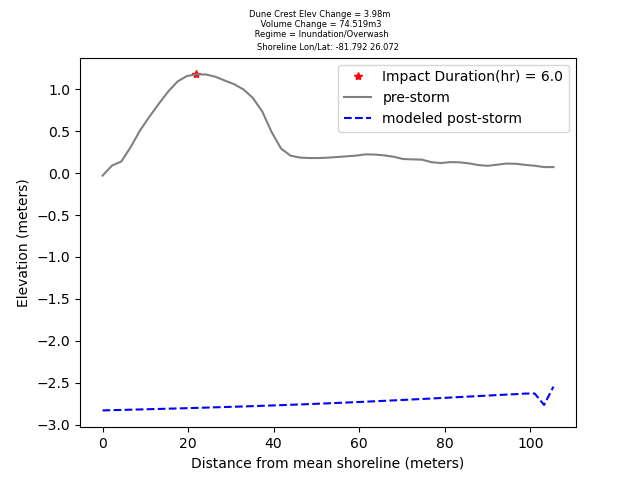 Dune Crest Elev Change = 3.98m
Volume Change = 74.519m3
Regime = Inundation/Overwash
Shoreline Lon/Lat: -81.792 26.072
Impact Duration(hr) = 6.0
pre-storm
modeled post-storm
1.0
0.5
0.0
−0.5
−1.0
−1.5
−2.0
−2.5
−3.0
Elevation (meters)
0 20 40 60 80 100
Distance from mean shoreline (meters)